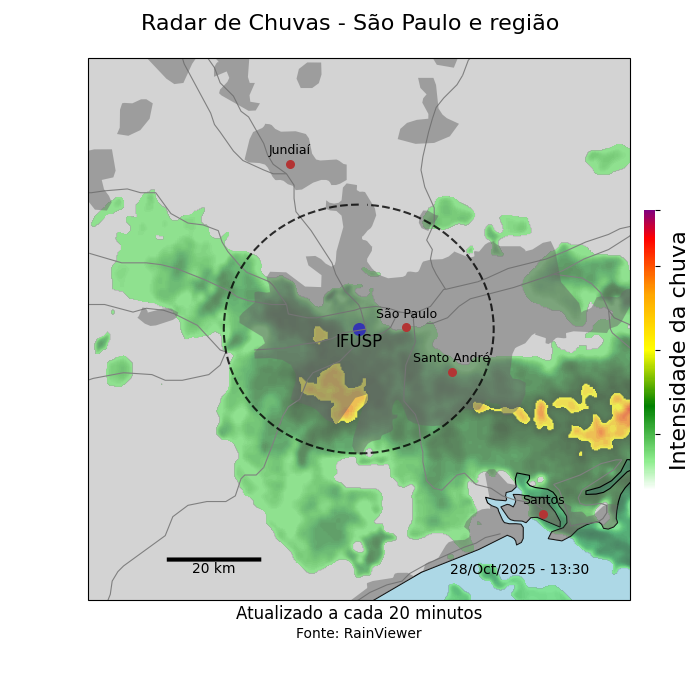 Radar de Chuvas - São Paulo e região
Jundiaí
São Paulo
IFUSP
Santo André
Santos
20 km
28/Oct/2025 - 13:30
Intensidade da chuva
Atualizado a cada 20 minutos
Fonte: RainViewer